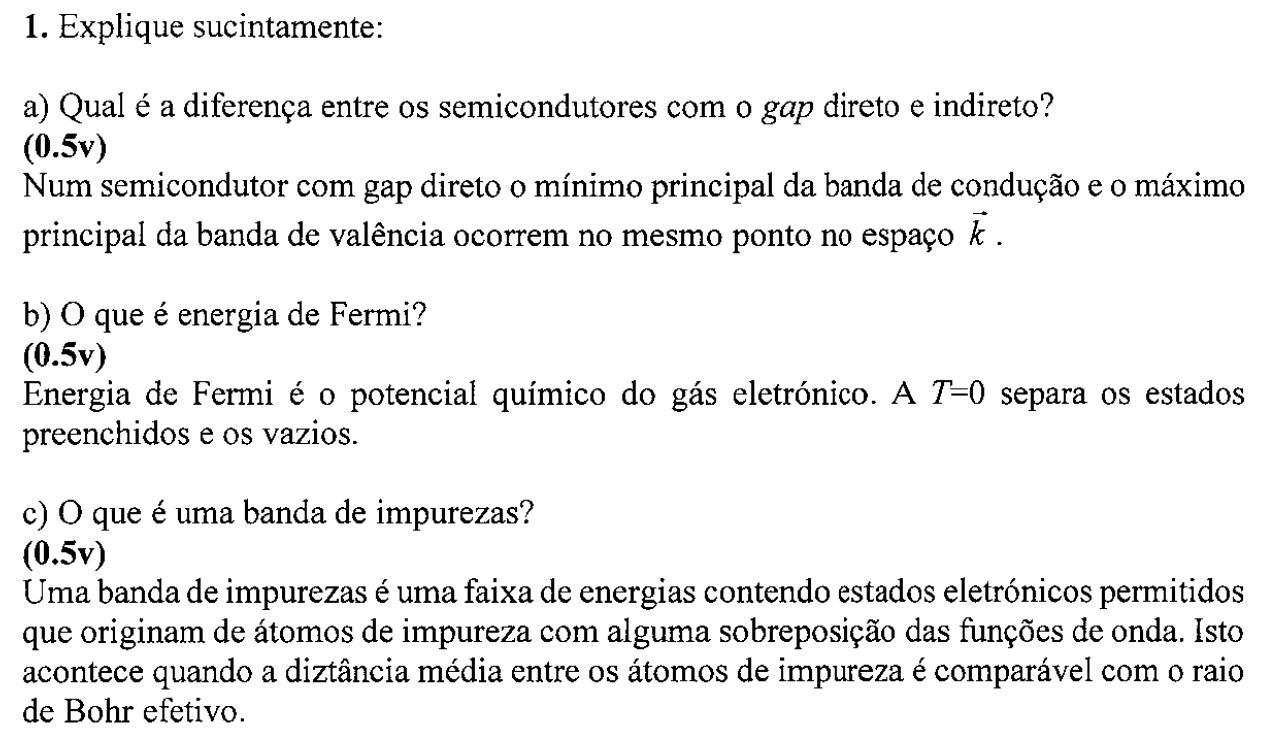 1. Explique sucintamente:
a) Qual é a diferença entre os semicondutores com o gap direto e indireto?
(0.5v)
Num semicondutor com gap direto o mínimo principal da banda de condução e o máximo
principal da banda de valência ocorrem no mesmo ponto no espaço k⃗ .
b) O que é energia de Fermi?
(0.5v)
Energia de Fermi é o potencial químico do gás eletrónico. A T=0 separa os estados
preenchidos e os vazios.
c) O que é uma banda de impurezas?
(0.5v)
Uma banda de impurezas é uma faixa de energias contendo estados eletrónicos permitidos
que originam de átomos de impureza com alguma sobreposição das funções de onda. Isto
acontece quando a diztância média entre os átomos de impureza é comparável com o raio
de Bohr efetivo.